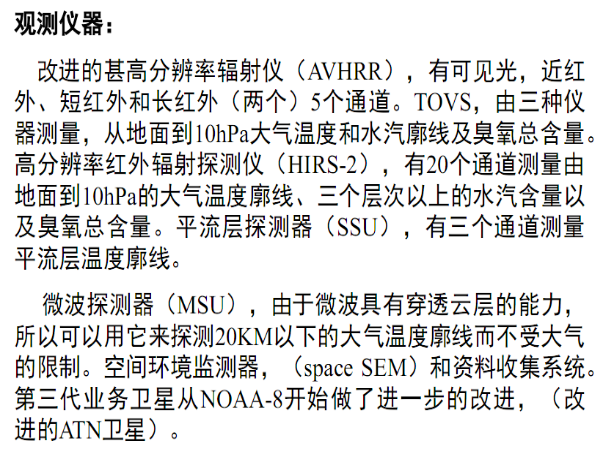 观测仪器：
改进的甚高分辨率辐射仪（AVHRR），有可见光，近红
外、短红外和长红外（两个）5个通道。TOVS，由三种仪
器测量，从地面到10hPa大气温度和水汽廓线及臭氧总含量。
高分辨率红外辐射探测仪（HIRS-2），有20个通道测量由
地面到10hPa的大气温度廓线、三个层次以上的水汽含量以
及臭氧总含量。平流层探测器（SSU），有三个通道测量
平流层温度廓线。
微波探测器（MSU），由于微波具有穿透云层的能力，
所以可以用它来探测20KM以下的大气温度廓线而不受大气
的限制。空间环境监测器，（space SEM）和资料收集系统。
第三代业务卫星从NOAA-8开始做了进一步的改进，（改
进的ATN卫星）。